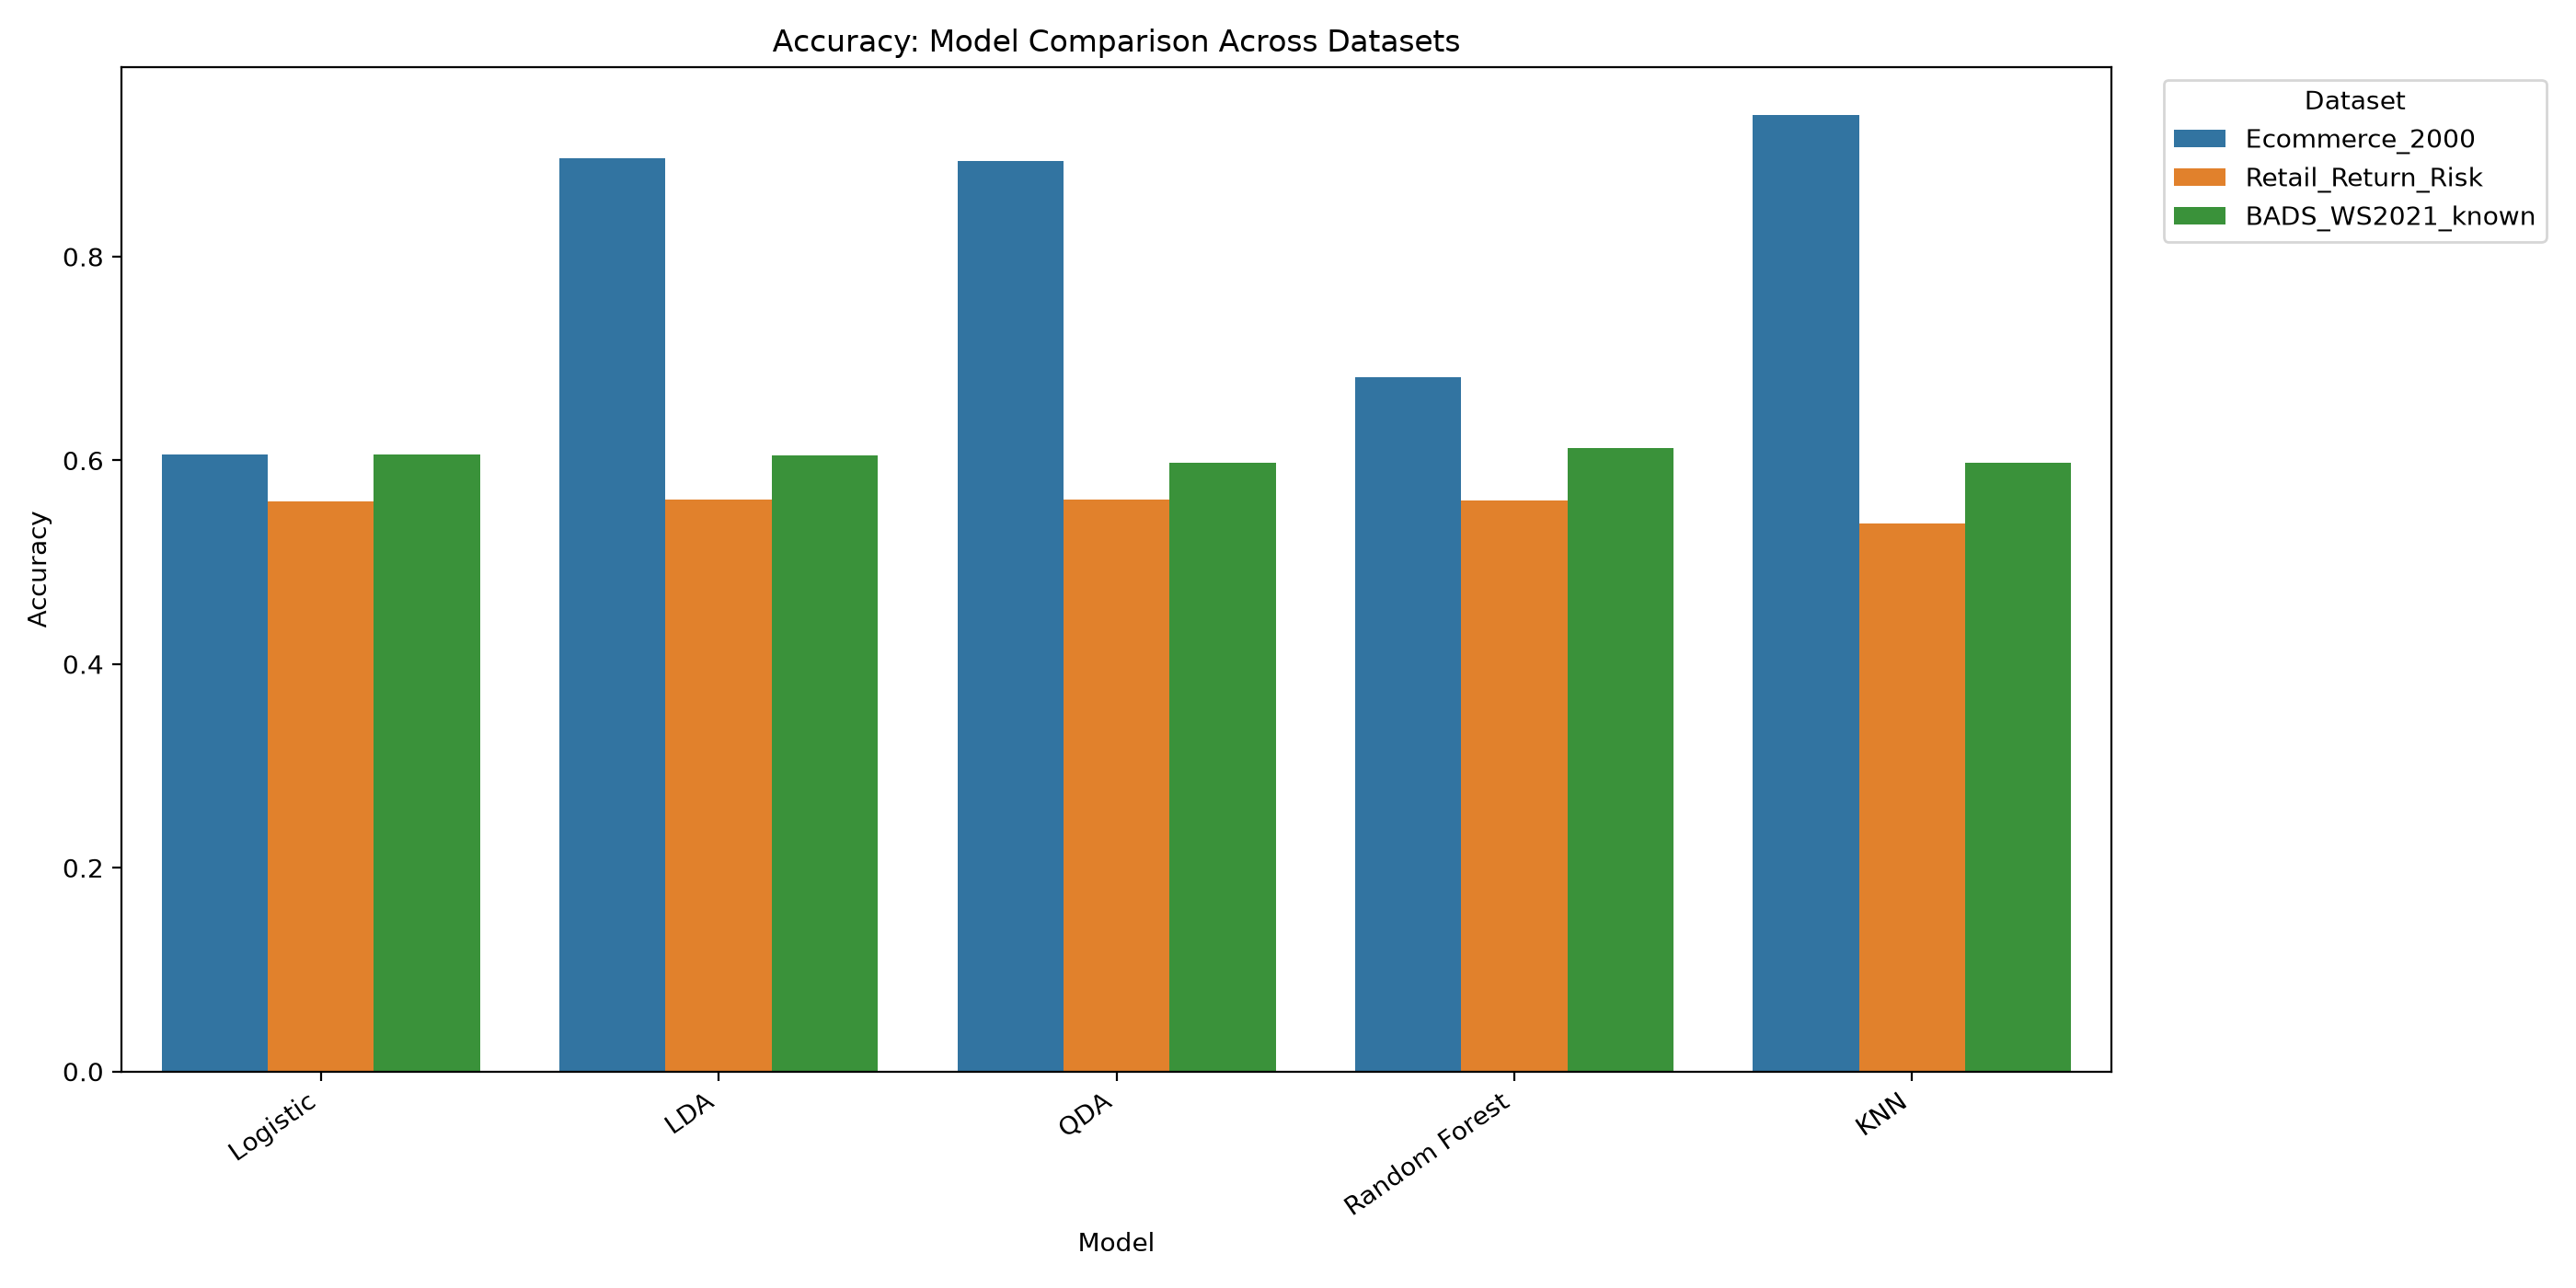 Accuracy: Model Comparison Across Datasets
Dataset
Ecommerce_2000
Retail_Return_Risk
BADS_WS2021_known
Accuracy
0.8
0.6
0.4
0.2
0.0
Logistic
LDA
QDA
Random Forest
KNN
Model